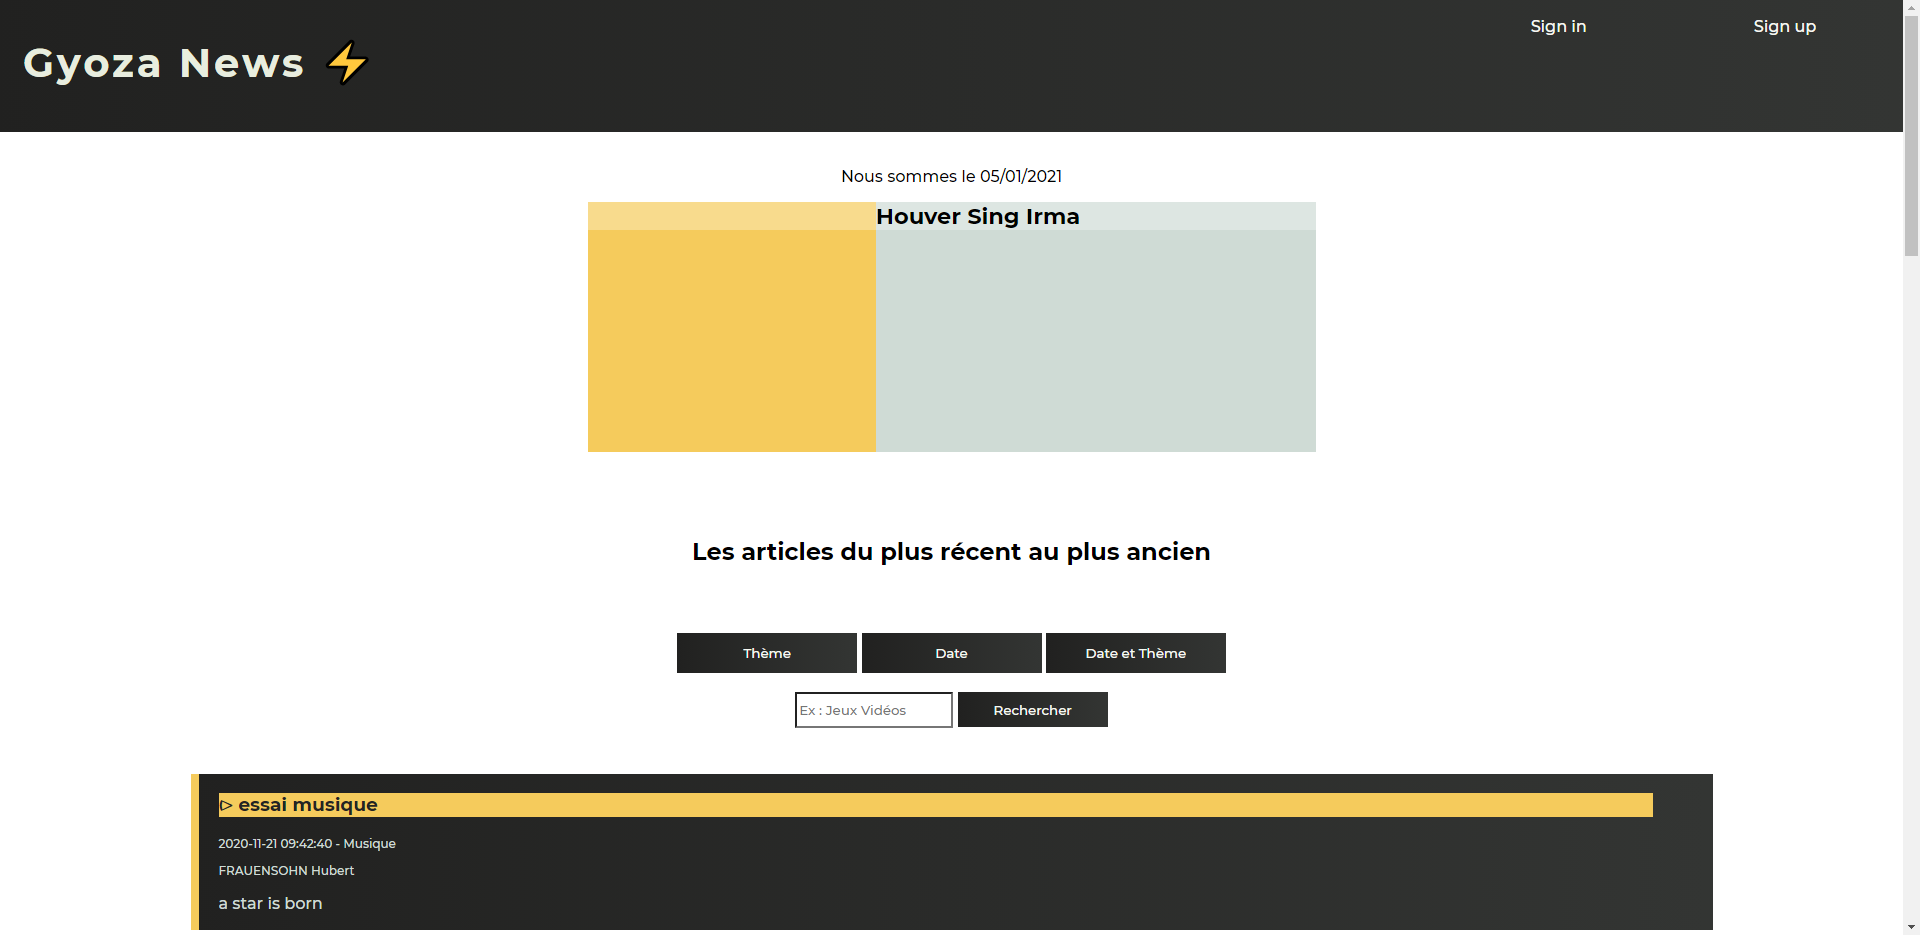 Sign in
Sign up
Gyoza News ⚡
Nous sommes le 05/01/2021
Houver Sing Irma
Les articles du plus récent au plus ancien
Thème
Date
Date et Thème
Ex : Jeux Vidéos
Rechercher
▷ essai musique
2020-11-21 09:42:40 - Musique
FRAUENSOHN Hubert
a star is born